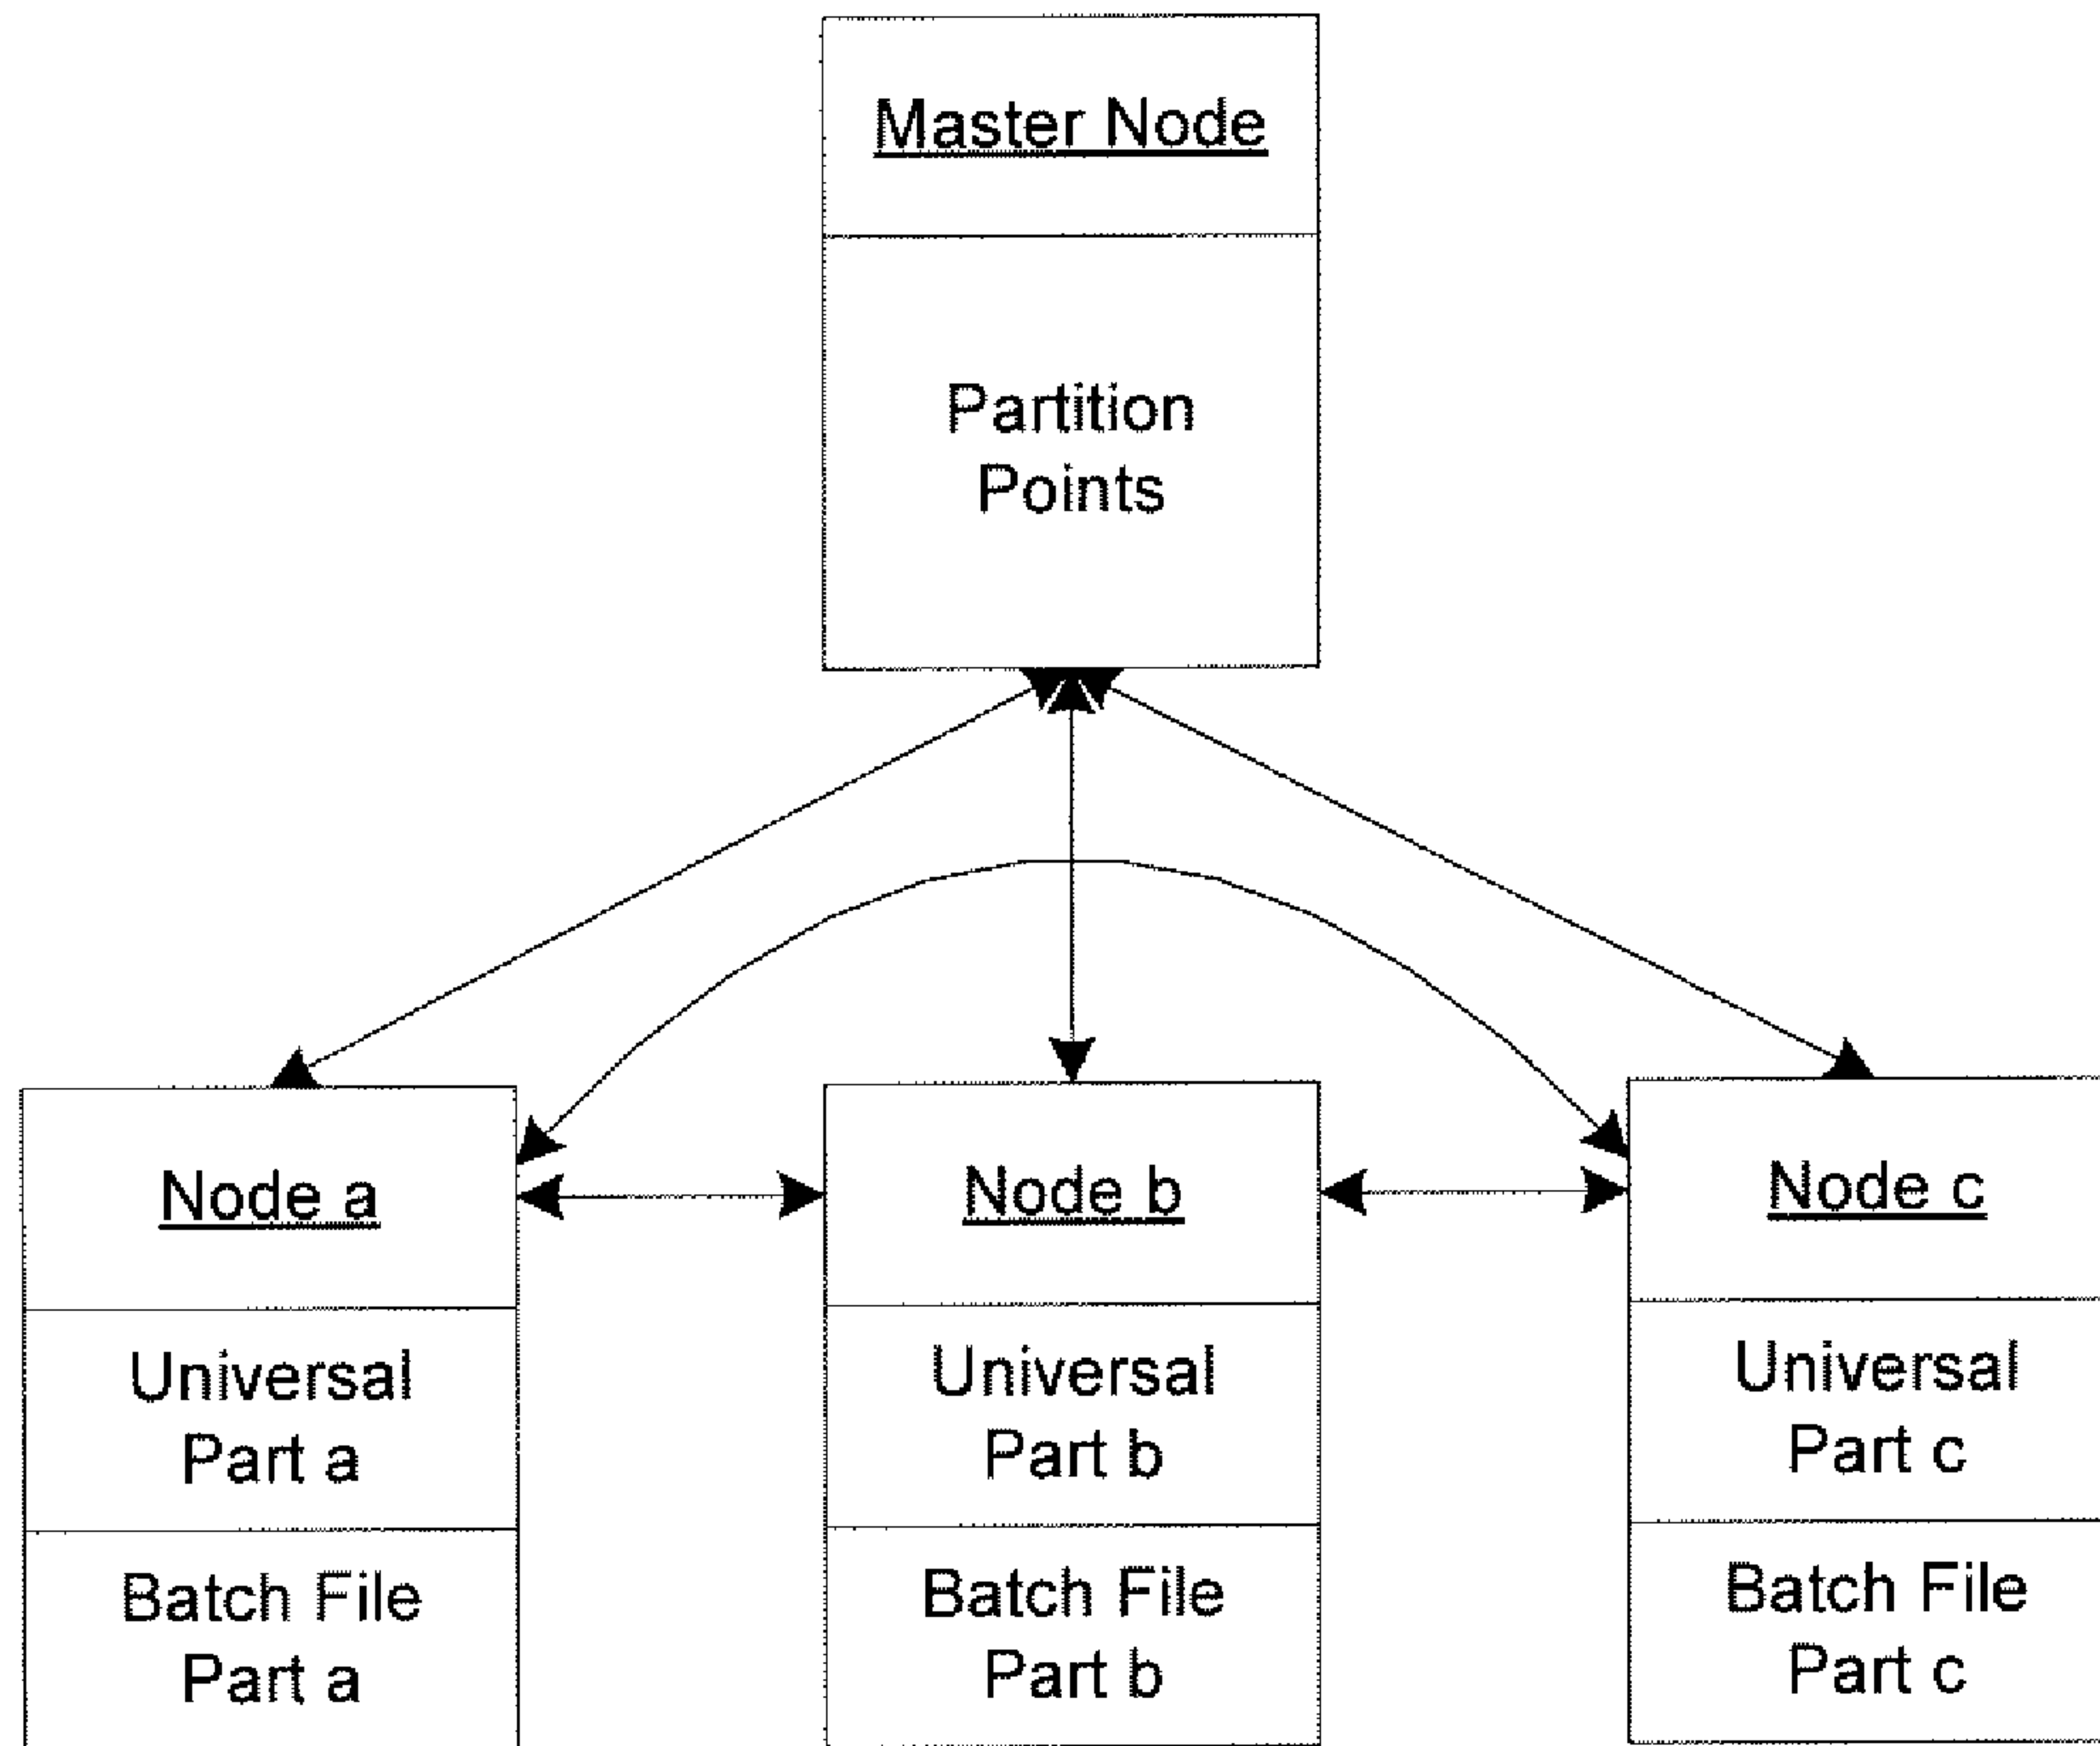 Master Node
Partition
Points
Node a
Universal
Part a
Batch File
Part a
Node b
Universal
Part b
Batch File
Part b
Node c
Universal
Part c
Batch File
Part c